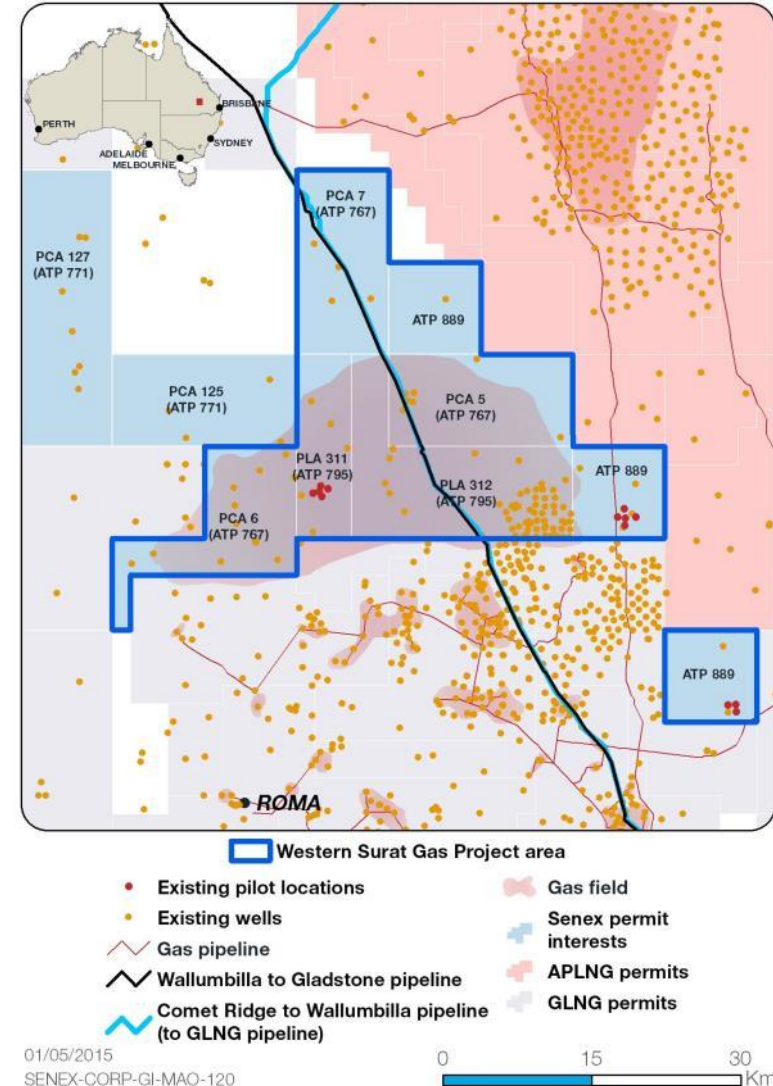 BRISBANE
PERTH
SYDNEY
ADELAIDE
MELBOURNE
PCA 7
(ATP 767)
PCA 127
(ATP 771)
ATP 889
PCA 125
(ATP 771)
PCA 5
(ATP 767)
PLA 311
(ATP 795)
ATP 889
PLA 312
(ATP 795)
PCA 6
(ATP 767)
ATP 889
ROMA
Western Surat Gas Project area
Existing pilot locations
Existing wells
Gas pipeline
Wallumbilla to Gladstone pipeline
Comet Ridge to Wallumbilla pipeline
(to GLNG pipeline)
Gas field
Senex permit
interests
APLNG permits
GLNG permits
01/05/2015
SENEX-CORP-GI-MAO-120
0 15 30
Km